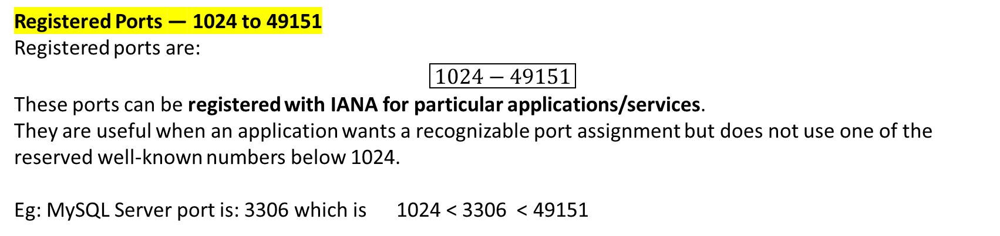 Registered Ports — 1024 to 49151
Registered ports are:
1024 − 49151
These ports can be registered with IANA for particular applications/services.
They are useful when an application wants a recognizable port assignment but does not use one of the
reserved well-known numbers below 1024.
Eg: MySQL Server port is: 3306 which is 1024 < 3306 < 49151